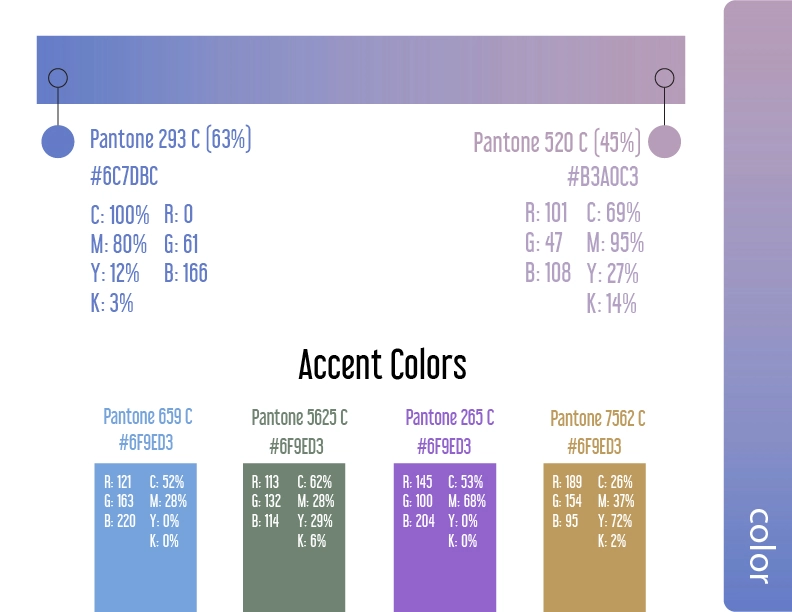 Pantone 293 C (63%)
#6C7DBC
C: 100% R: 0
M: 80% G: 61
Y: 12% B: 166
K: 3%
Pantone 520 C (45%)
#B3A0C3
R: 101 C: 69%
G: 47 M: 95%
B: 108 Y: 27%
K: 14%
Accent Colors
Pantone 659 C
#6F9ED3
R: 121 C: 52%
G: 163 M: 28%
B: 220 Y: 0%
K: 0%
Pantone 5625 C
#6F9ED3
R: 113 C: 62%
G: 132 M: 28%
B: 114 Y: 29%
K: 6%
Pantone 265 C
#6F9ED3
R: 145 C: 53%
G: 100 M: 68%
B: 204 Y: 0%
K: 0%
Pantone 7562 C
#6F9ED3
R: 189 C: 26%
G: 154 M: 37%
B: 95 Y: 72%
K: 2%
color